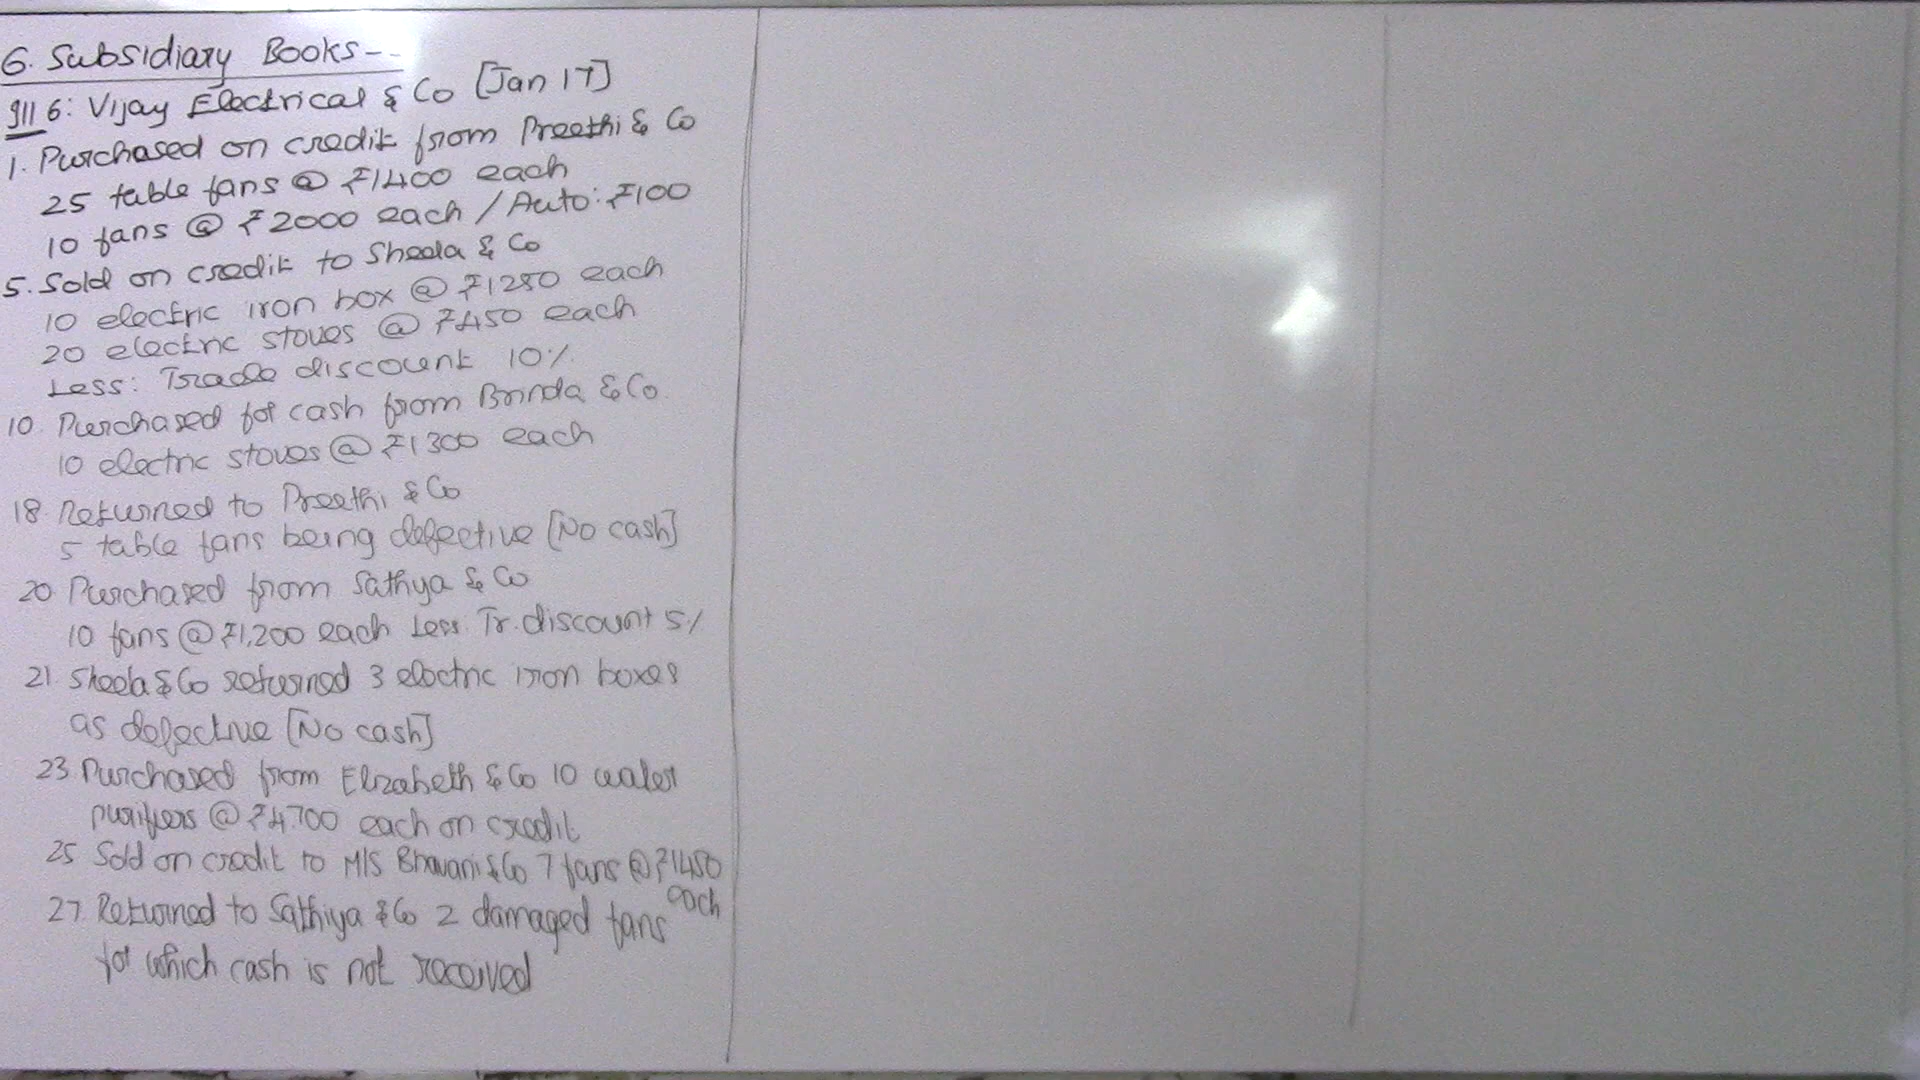 6. Subsidiary Books--
Ill 6: Vijay Electrical & Co [Jan 17]
1. Purchased on credit from Preethi & Co
25 table fans @ ₹1400 each
10 fans @ ₹2000 each / Auto: ₹100
5. Sold on credit to Sheela & Co
10 electric iron box @ ₹1250 each
20 electric stoves @ ₹450 each
Less: Trade discount 10%
10. Purchased for cash from Brinda & Co.
10 electric stoves @ ₹1300 each
18 Returned to Preethi & Co
5 table fans being defective [No cash]
20 Purchased from Sathya & Co
10 fans @ ₹1,200 each Less: Tr. discount 5%
21. Sheela & Co returned 3 electric iron boxes
as defective [No cash]
23 Purchased from Elizabeth & Co 10 water
purifiers @ ₹4,700 each on credit
25 Sold on credit to M/S Bhavani & Co 7 fans @ ₹1450
each
27. Returned to Sathiya & Co 2 damaged fans
for which cash is not received